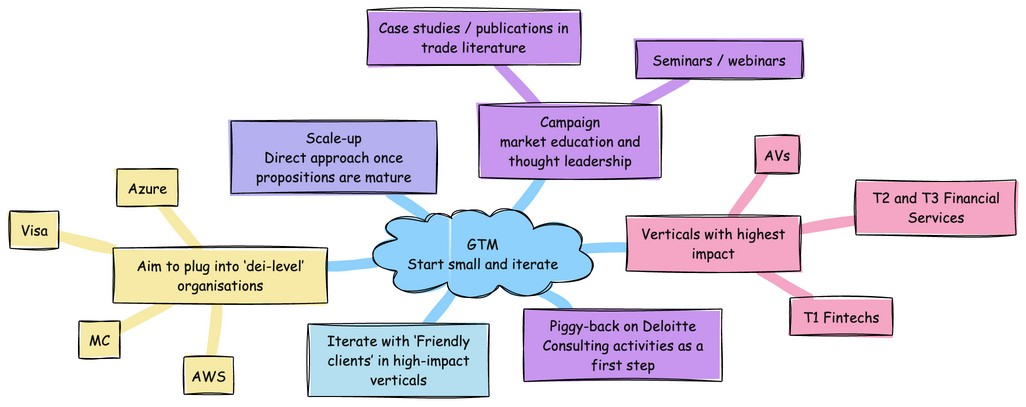 Case studies / publications in
trade literature
Seminars / webinars
Campaign
market education and
thought leadership
Scale-up
Direct approach once
propositions are mature
AVs
Azure
T2 and T3 Financial
Services
Visa
Verticals with highest
impact
GTM
Start small and iterate
Aim to plug into ‘dei-level’
organisations
T1 Fintechs
MC
Iterate with ‘Friendly
clients’ in high-impact
verticals
Piggy-back on Deloitte
Consulting activities as a
first step
AWS